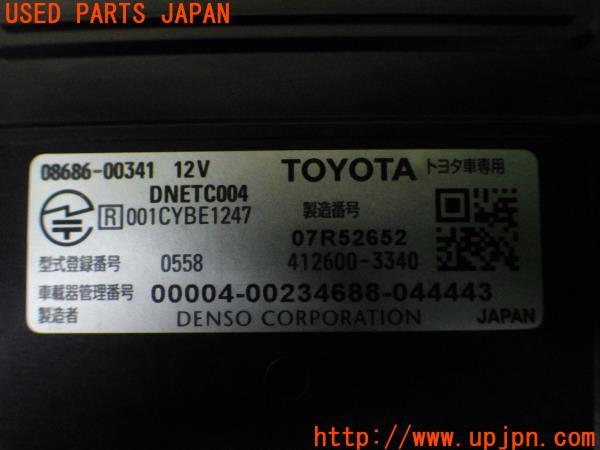 USED PARTS JAPAN
08686-00341 12V TOYOTA トヨタ車専用
DNETC004
R 001CYBE1247 製造番号
07R52652
型式登録番号 0558 412600-3340
車載器管理番号 00004-00234688-044443
製造者 DENSO CORPORATION JAPAN
http://www.upjpn.com